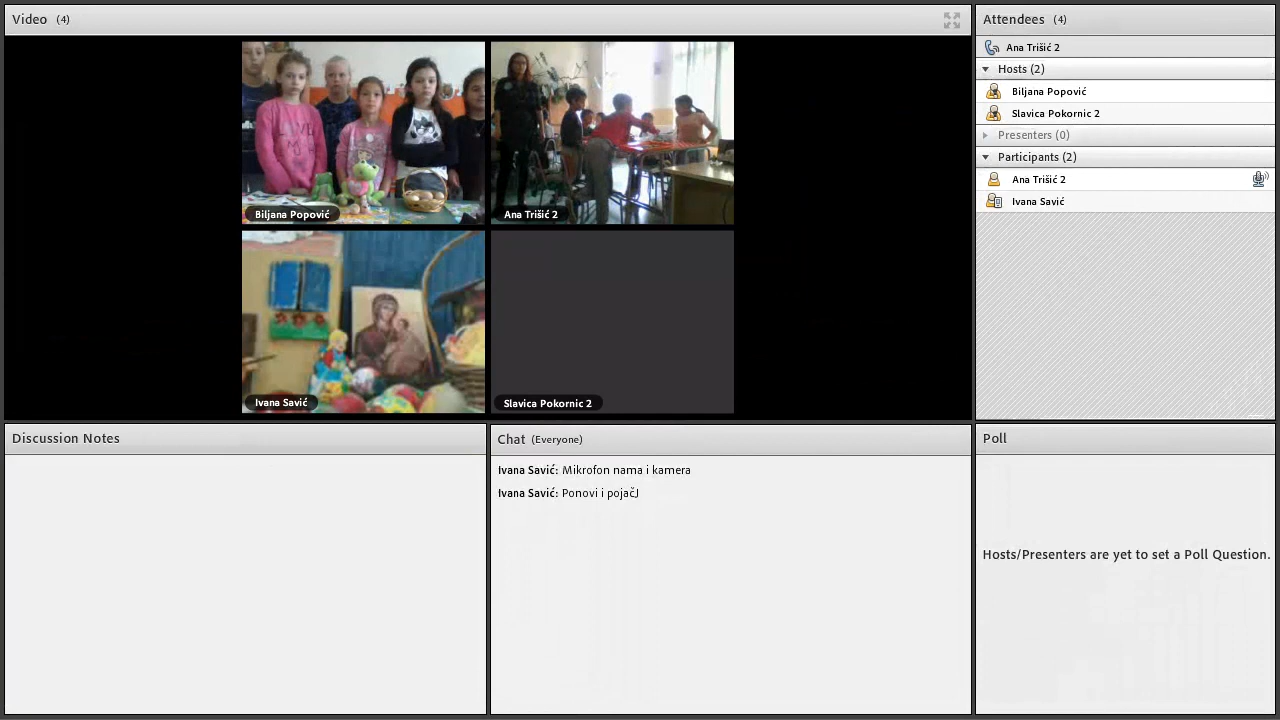 Video (4)
Biljana Popović
Ana Trišić 2
Ivana Savić
Slavica Pokornic 2
Attendees (4)
Ana Trišić 2
Hosts (2)
Biljana Popović
Slavica Pokornic 2
Presenters (0)
Participants (2)
Ana Trišić 2
Ivana Savić
Discussion Notes
Chat (Everyone)
Ivana Savić: Mikrofon nama i kamera
Ivana Savić: Ponovi i pojačJ
Poll
Hosts/Presenters are yet to set a Poll Question.